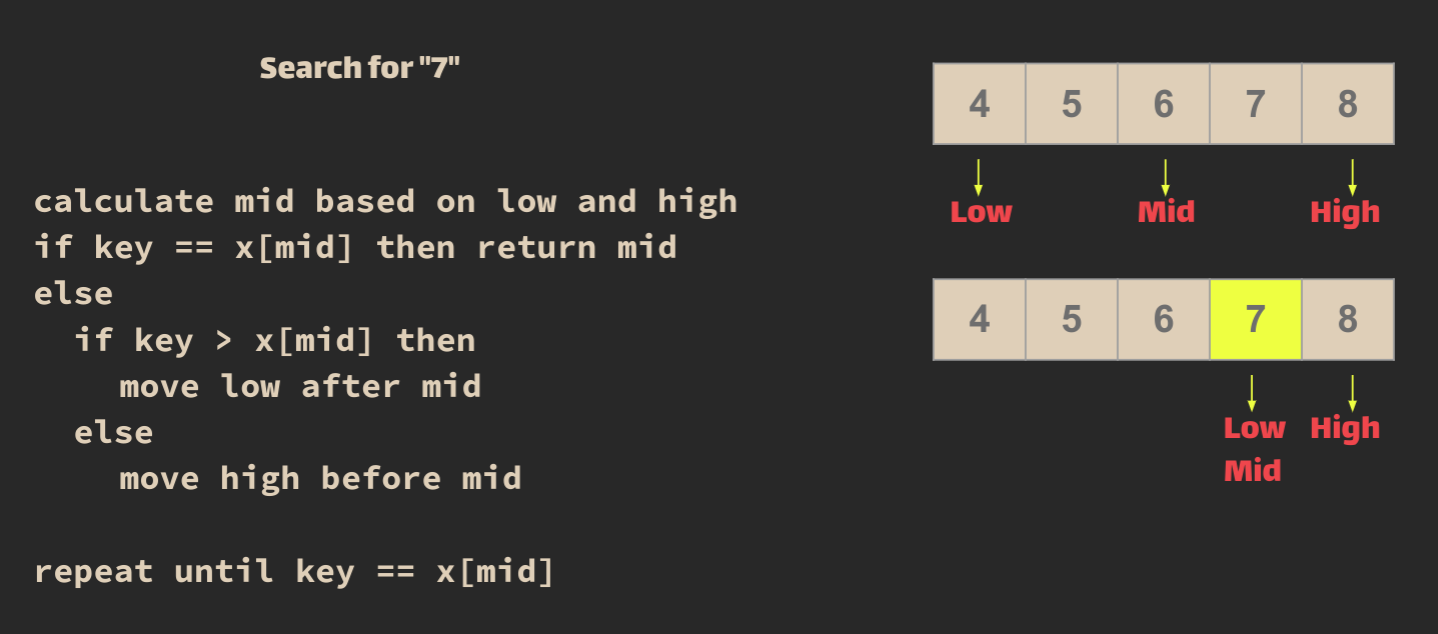 Search for "7"
calculate mid based on low and high
if key == x[mid] then return mid
else
if key > x[mid] then
move low after mid
else
move high before mid
repeat until key == x[mid]
4 5 6 7 8
Low Mid High
4 5 6 7 8
Low High
Mid